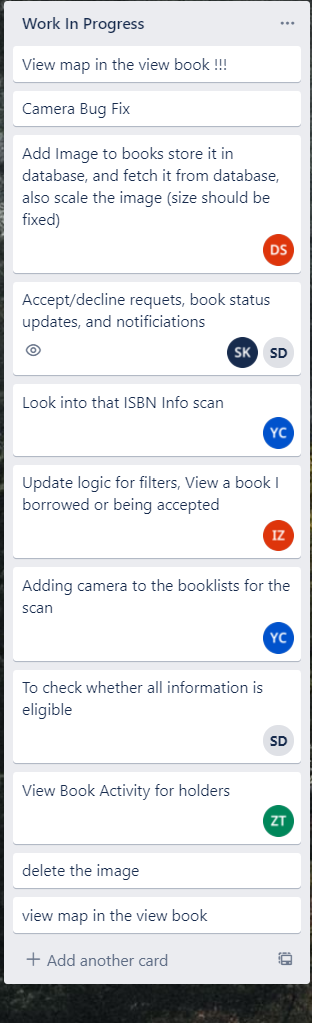 Work In Progress
View map in the view book !!!
Camera Bug Fix
Add Image to books store it in
database, and fetch it from database,
also scale the image (size should be
fixed)
DS
Accept/decline requets, book status
updates, and notificiations
SK SD
Look into that ISBN Info scan
YC
Update logic for filters, View a book I
borrowed or being accepted
IZ
Adding camera to the booklists for the
scan
YC
To check whether all information is
eligible
SD
View Book Activity for holders
ZT
delete the image
view map in the view book
+ Add another card